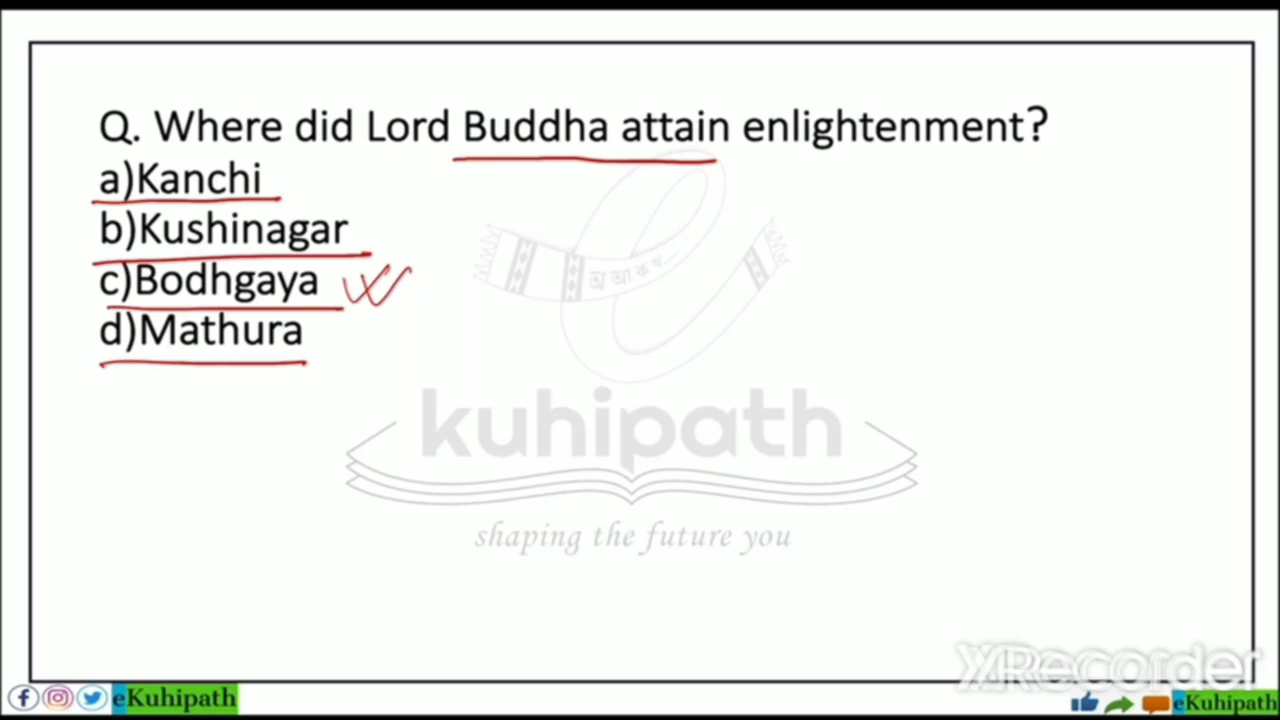 Q. Where did Lord Buddha attain enlightenment?
a)Kanchi
b)Kushinagar
c)Bodhgaya
d)Mathura
অ আ ক খ...
kuhipath
shaping the future you
XRecorder
eKuhipath
eKuhipath